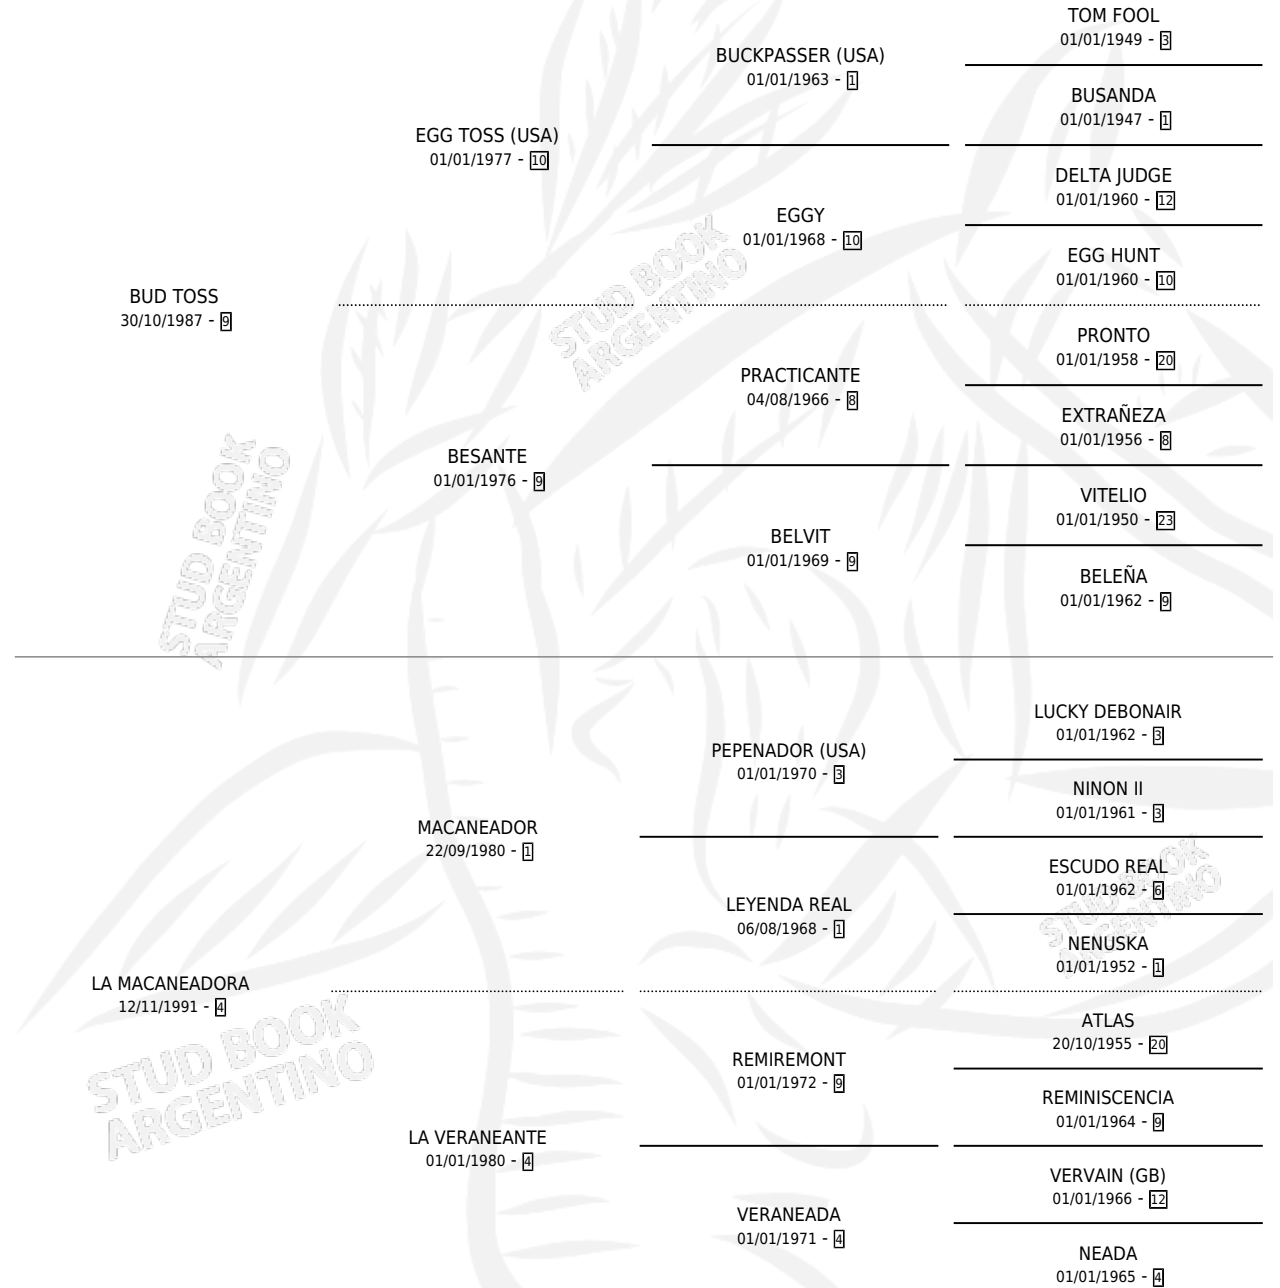 TOM FOOL
01/01/1949 - 3
BUCKPASSER (USA)
01/01/1963 - 1
BUSANDA
01/01/1947 - 1
EGG TOSS (USA)
01/01/1977 - 10
DELTA JUDGE
01/01/1960 - 12
EGGY
01/01/1968 - 10
EGG HUNT
01/01/1960 - 10
BUD TOSS
30/10/1987 - 9
STUD BOOK
ARGENTINO
PRONTO
01/01/1958 - 20
PRACTICANTE
04/08/1966 - 8
EXTRAÑEZA
01/01/1956 - 8
BESANTE
01/01/1976 - 9
VITELIO
01/01/1950 - 23
BELVIT
01/01/1969 - 9
BELEÑA
01/01/1962 - 9
STUD BOOK
ARGENTINO
LUCKY DEBONAIR
01/01/1962 - 3
PEPENADOR (USA)
01/01/1970 - 3
NINON II
01/01/1961 - 3
MACANEADOR
22/09/1980 - 1
ESCUDO REAL
01/01/1962 - 6
LEYENDA REAL
06/08/1968 - 1
NENUSKA
01/01/1952 - 1
STUD BOOK
ARGENTINO
LA MACANEADORA
12/11/1991 - 4
ATLAS
20/10/1955 - 20
REMIREMONT
01/01/1972 - 9
REMINISCENCIA
01/01/1964 - 9
LA VERANEANTE
01/01/1980 - 4
VERVAIN (GB)
01/01/1966 - 12
VERANEADA
01/01/1971 - 4
NEADA
01/01/1965 - 4
STUD BOOK
ARGENTINO